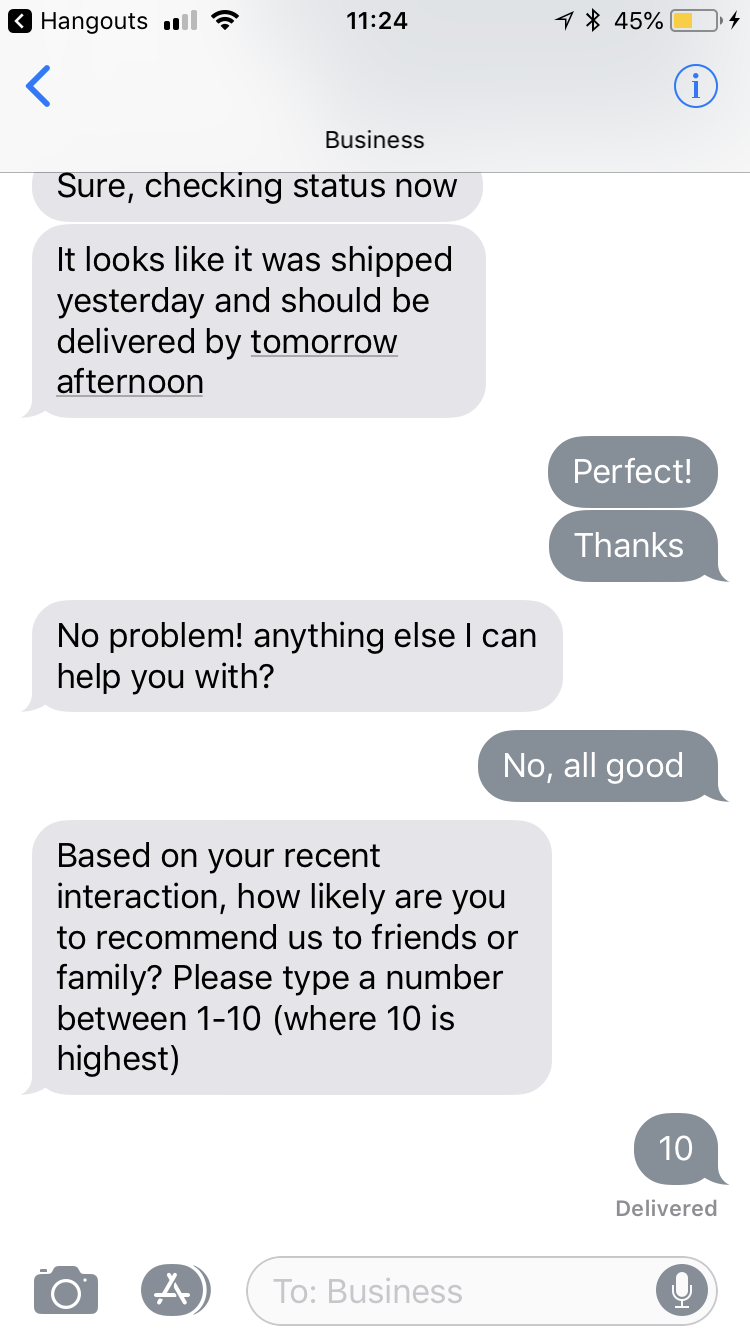 Hangouts 11:24 45%
Business
Sure, checking status now
It looks like it was shipped
yesterday and should be
delivered by tomorrow
afternoon
Perfect!
Thanks
No problem! anything else I can
help you with?
No, all good
Based on your recent
interaction, how likely are you
to recommend us to friends or
family? Please type a number
between 1-10 (where 10 is
highest)
10
Delivered
To: Business